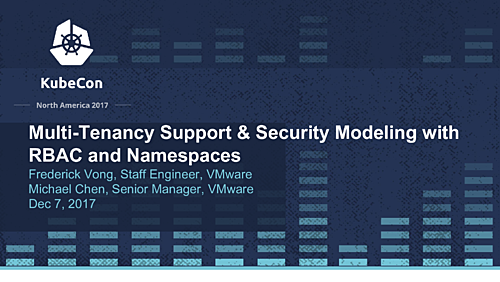 KubeCon
North America 2017
Multi-Tenancy Support & Security Modeling with
RBAC and Namespaces
Frederick Vong, Staff Engineer, VMware
Michael Chen, Senior Manager, VMware
Dec 7, 2017